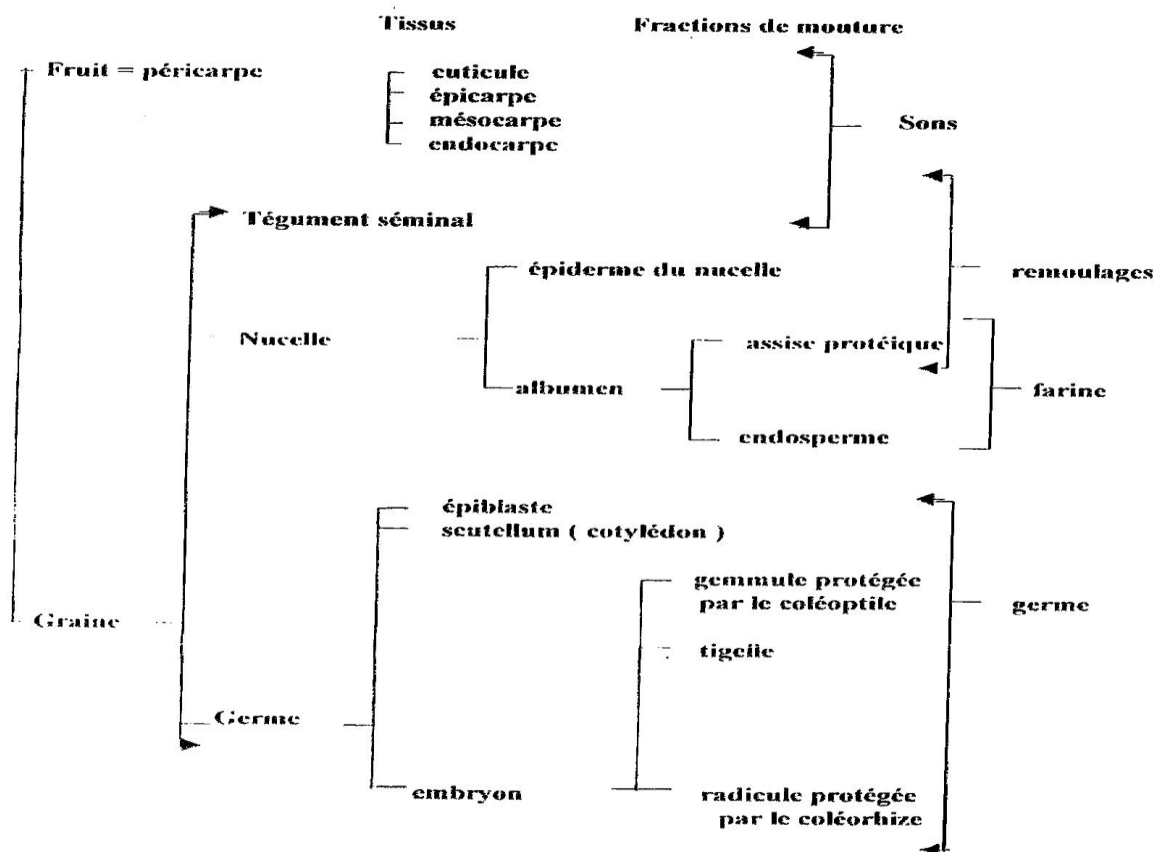 Tissus
Fractions de mouture
Fruit = péricarpe
cuticule
épicarpe
mésocarpe
endocarpe
Sons
Tégument séminal
épiderme du nucelle
remoulages
Nucelle
assise protéique
albumen
farine
endosperme
épiblaste
scutellum ( cotylédon )
gemmule protégée
par le coléoptile
germe
Graine
tigelle
Germe
embryon
radicule protégée
par le coléorhize